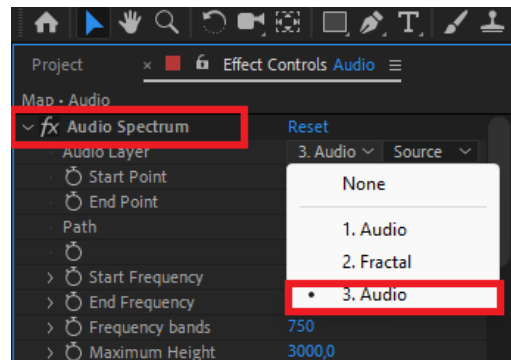 T
Project × Effect Controls Audio ≡
Map • Audio
fx Audio Spectrum Reset
Audio Layer 3. Audio Source
Start Point
None
End Point
Path
1. Audio
2. Fractal
Start Frequency
• 3. Audio
End Frequency
Frequency bands 750
Maximum Height 3000,0